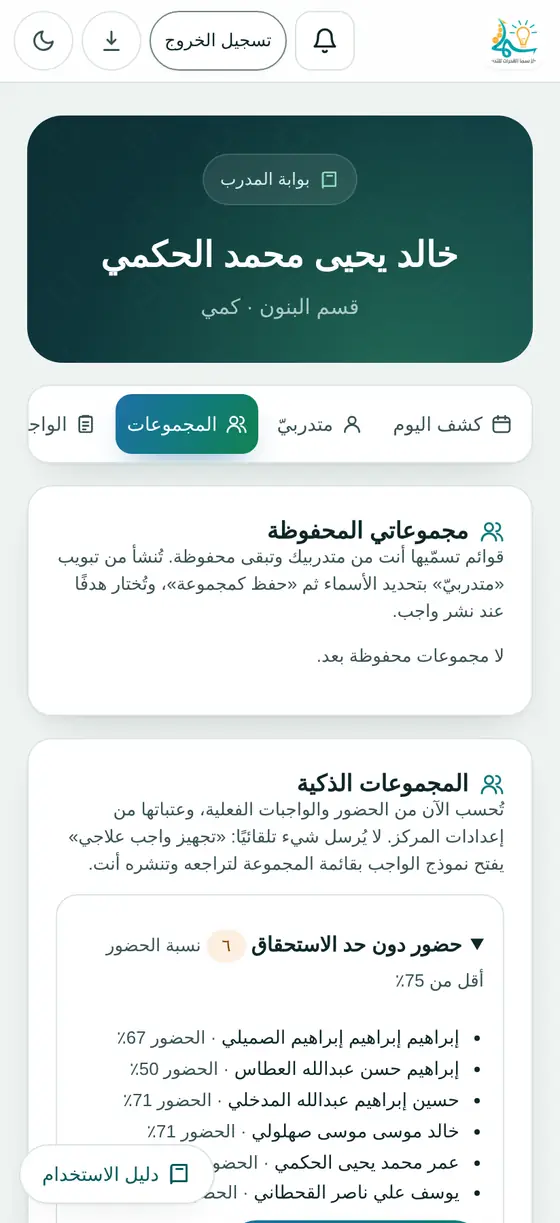 تسجيل الخروج
بوابة المدرب
خالد يحيى محمد الحكمي
قسم البنون · كمي
كشف اليوم
متدربيّ
المجموعات
الواج
مجموعاتي المحفوظة
قوائم تسمّيها أنت من متدربيك وتبقى محفوظة. تُنشأ من تبويب
«متدربيّ» بتحديد الأسماء ثم «حفظ كمجموعة»، وتُختار هدفًا
عند نشر واجب.
لا مجموعات محفوظة بعد.
المجموعات الذكية
تُحسب الآن من الحضور والواجبات الفعلية، وعتباتها من
إعدادات المركز. لا يُرسل شيء تلقائيًا: «تجهيز واجب علاجي»
يفتح نموذج الواجب بقائمة المجموعة لتراجعه وتنشره أنت.
▼ حضور دون حد الاستحقاق ٦ نسبة الحضور
أقل من 75٪
• إبراهيم إبراهيم إبراهيم الصميلي · الحضور 67٪
• إبراهيم حسن عبدالله العطاس · الحضور 50٪
• حسين إبراهيم عبدالله المدخلي · الحضور 71٪
• خالد موسى موسى صهلولي · الحضور 71٪
• عمر محمد يحيى الحكمي · الحضو
• يوسف علي ناصر القحطاني · الحض
دليل الاستخدام